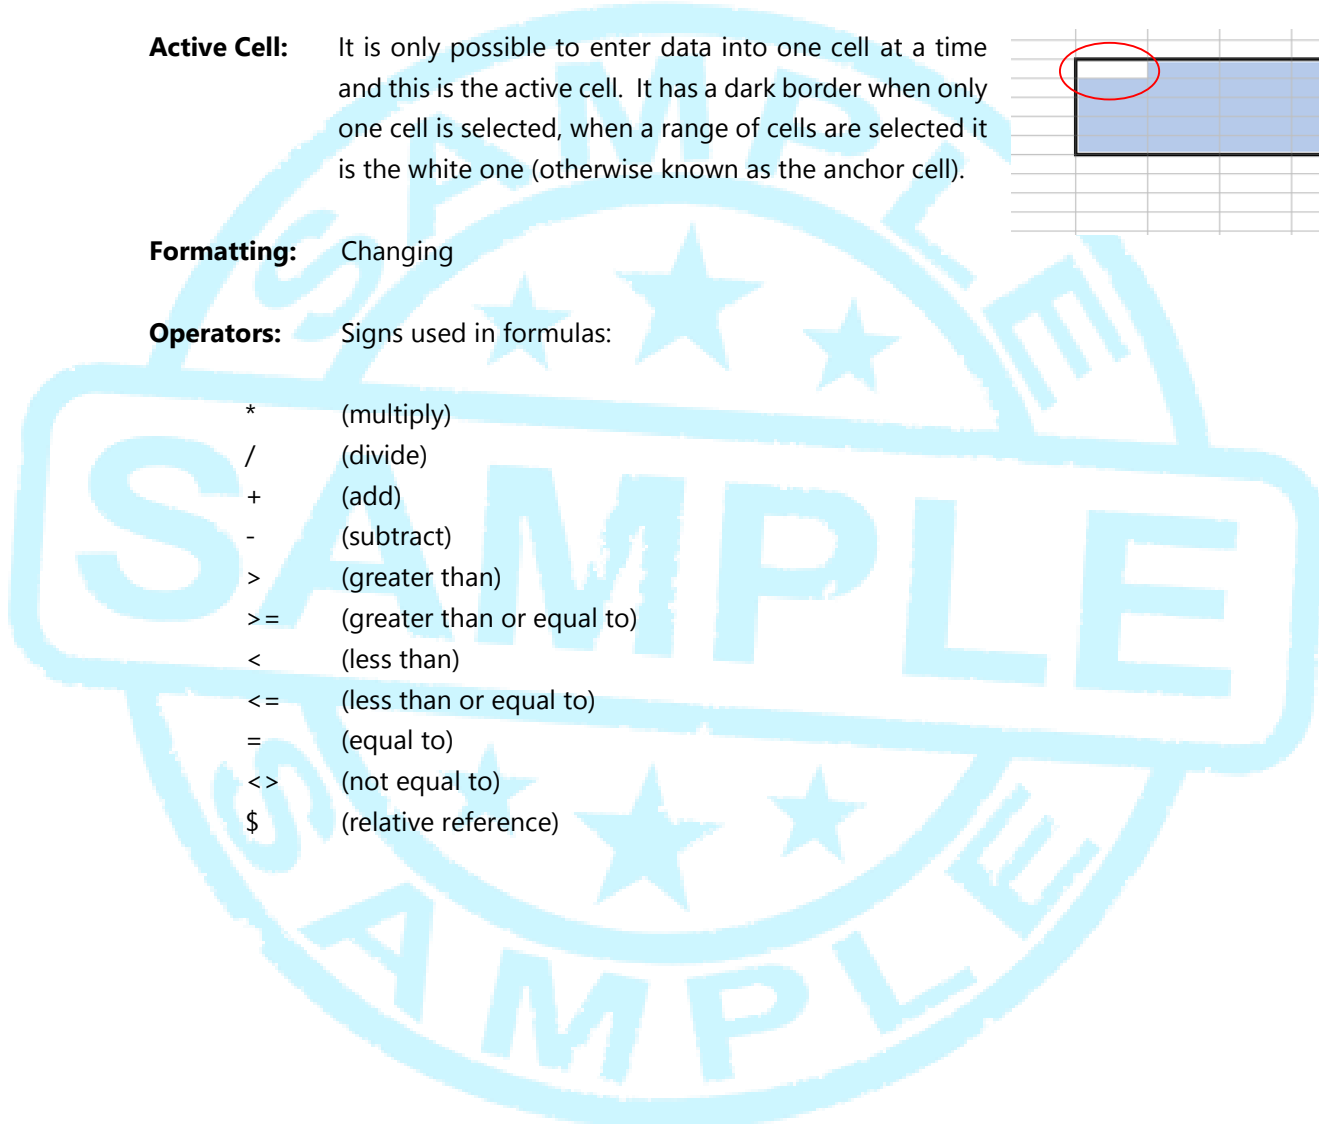 Active Cell: It is only possible to enter data into one cell at a time
and this is the active cell. It has a dark border when only
one cell is selected, when a range of cells are selected it
is the white one (otherwise known as the anchor cell).
Formatting: Changing
Operators: Signs used in formulas:
* (multiply)
/ (divide)
+ (add)
- (subtract)
> (greater than)
>= (greater than or equal to)
< (less than)
<= (less than or equal to)
= (equal to)
<> (not equal to)
$ (relative reference)
SAMPLE
SAMPLE
SAMPLE